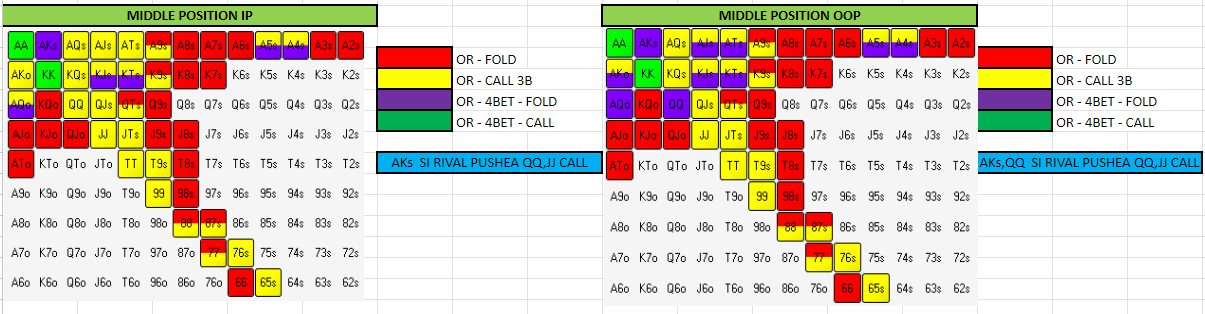 MIDDLE POSITION IP
AA AKs AQs AJs ATs A9s A8s A7s A6s A5s A4s A3s A2s
AKo KK KQs KJs KTs K9s K8s K7s K6s K5s K4s K3s K2s
AQo KQo QQ QJs QTs Q9s Q8s Q7s Q6s Q5s Q4s Q3s Q2s
AJo KJo QJo JJ JTs J9s J8s J7s J6s J5s J4s J3s J2s
ATo KTo QTo JTo TT T9s T8s T7s T6s T5s T4s T3s T2s
A9o K9o Q9o J9o T9o 99 98s 97s 96s 95s 94s 93s 92s
A8o K8o Q8o J8o T8o 98o 88 87s 86s 85s 84s 83s 82s
A7o K7o Q7o J7o T7o 97o 87o 77 76s 75s 74s 73s 72s
A6o K6o Q6o J6o T6o 96o 86o 76o 66 65s 64s 63s 62s
OR - FOLD
OR - CALL 3B
OR - 4BET - FOLD
OR - 4BET - CALL
AKs SI RIVAL PUSHEA QQ,JJ CALL
MIDDLE POSITION OOP
AA AKs AQs AJs ATs A9s A8s A7s A6s A5s A4s A3s A2s
AKo KK KQs KJs KTs K9s K8s K7s K6s K5s K4s K3s K2s
AQo KQo QQ QJs QTs Q9s Q8s Q7s Q6s Q5s Q4s Q3s Q2s
AJo KJo QJo JJ JTs J9s J8s J7s J6s J5s J4s J3s J2s
ATo KTo QTo JTo TT T9s T8s T7s T6s T5s T4s T3s T2s
A9o K9o Q9o J9o T9o 99 98s 97s 96s 95s 94s 93s 92s
A8o K8o Q8o J8o T8o 98o 88 87s 86s 85s 84s 83s 82s
A7o K7o Q7o J7o T7o 97o 87o 77 76s 75s 74s 73s 72s
A6o K6o Q6o J6o T6o 96o 86o 76o 66 65s 64s 63s 62s
OR - FOLD
OR - CALL 3B
OR - 4BET - FOLD
OR - 4BET - CALL
AKs,QQ SI RIVAL PUSHEA QQ,JJ CALL